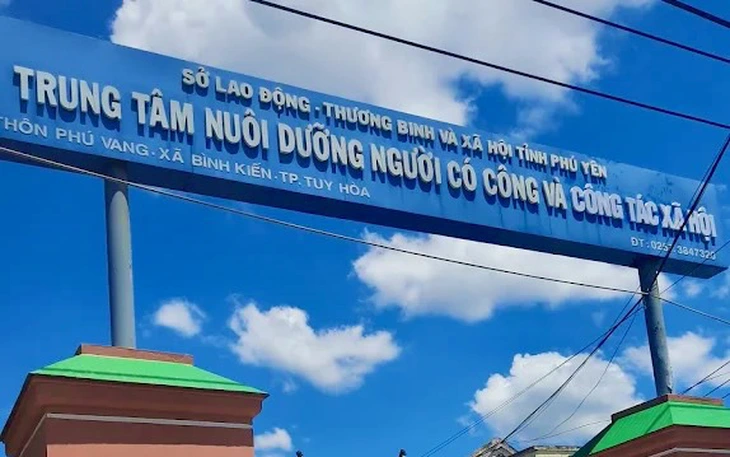 SỞ LAO ĐỘNG - THƯƠNG BINH VÀ XÃ HỘI TỈNH PHÚ YÊN
TRUNG TÂM NUÔI DƯỠNG NGƯỜI CÓ CÔNG VÀ CÔNG TÁC XÃ HỘI
THÔN PHÚ VANG - XÃ BÌNH KIẾN - TP. TUY HÒA
ĐT : 0257.3847320